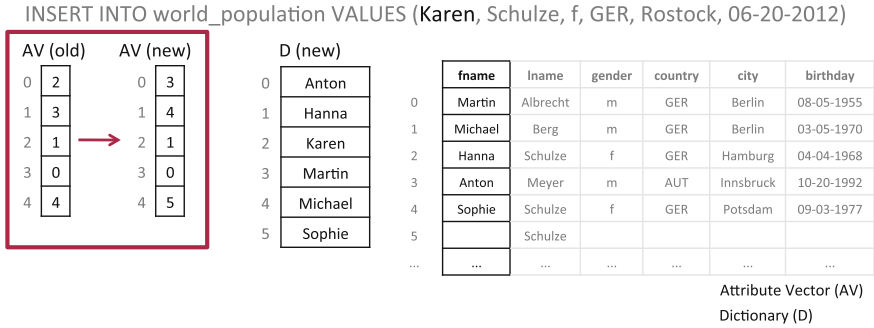 INSERT INTO world_population VALUES (Karen, Schulze, f, GER, Rostock, 06-20-2012)
AV (old) AV (new) D (new)
0 2 0 3
1 3 1 4
2 1 2 1
3 0 3 0
4 4 4 5
0 Anton
1 Hanna
2 Karen
3 Martin
4 Michael
5 Sophie
fname lname gender country city birthday
0 Martin Albrecht m GER Berlin 08-05-1955
1 Michael Berg m GER Berlin 03-05-1970
2 Hanna Schulze f GER Hamburg 04-04-1968
3 Anton Meyer m AUT Innsbruck 10-20-1992
4 Sophie Schulze f GER Potsdam 09-03-1977
5 Schulze
... ... ... ... ... ... ...
Attribute Vector (AV)
Dictionary (D)